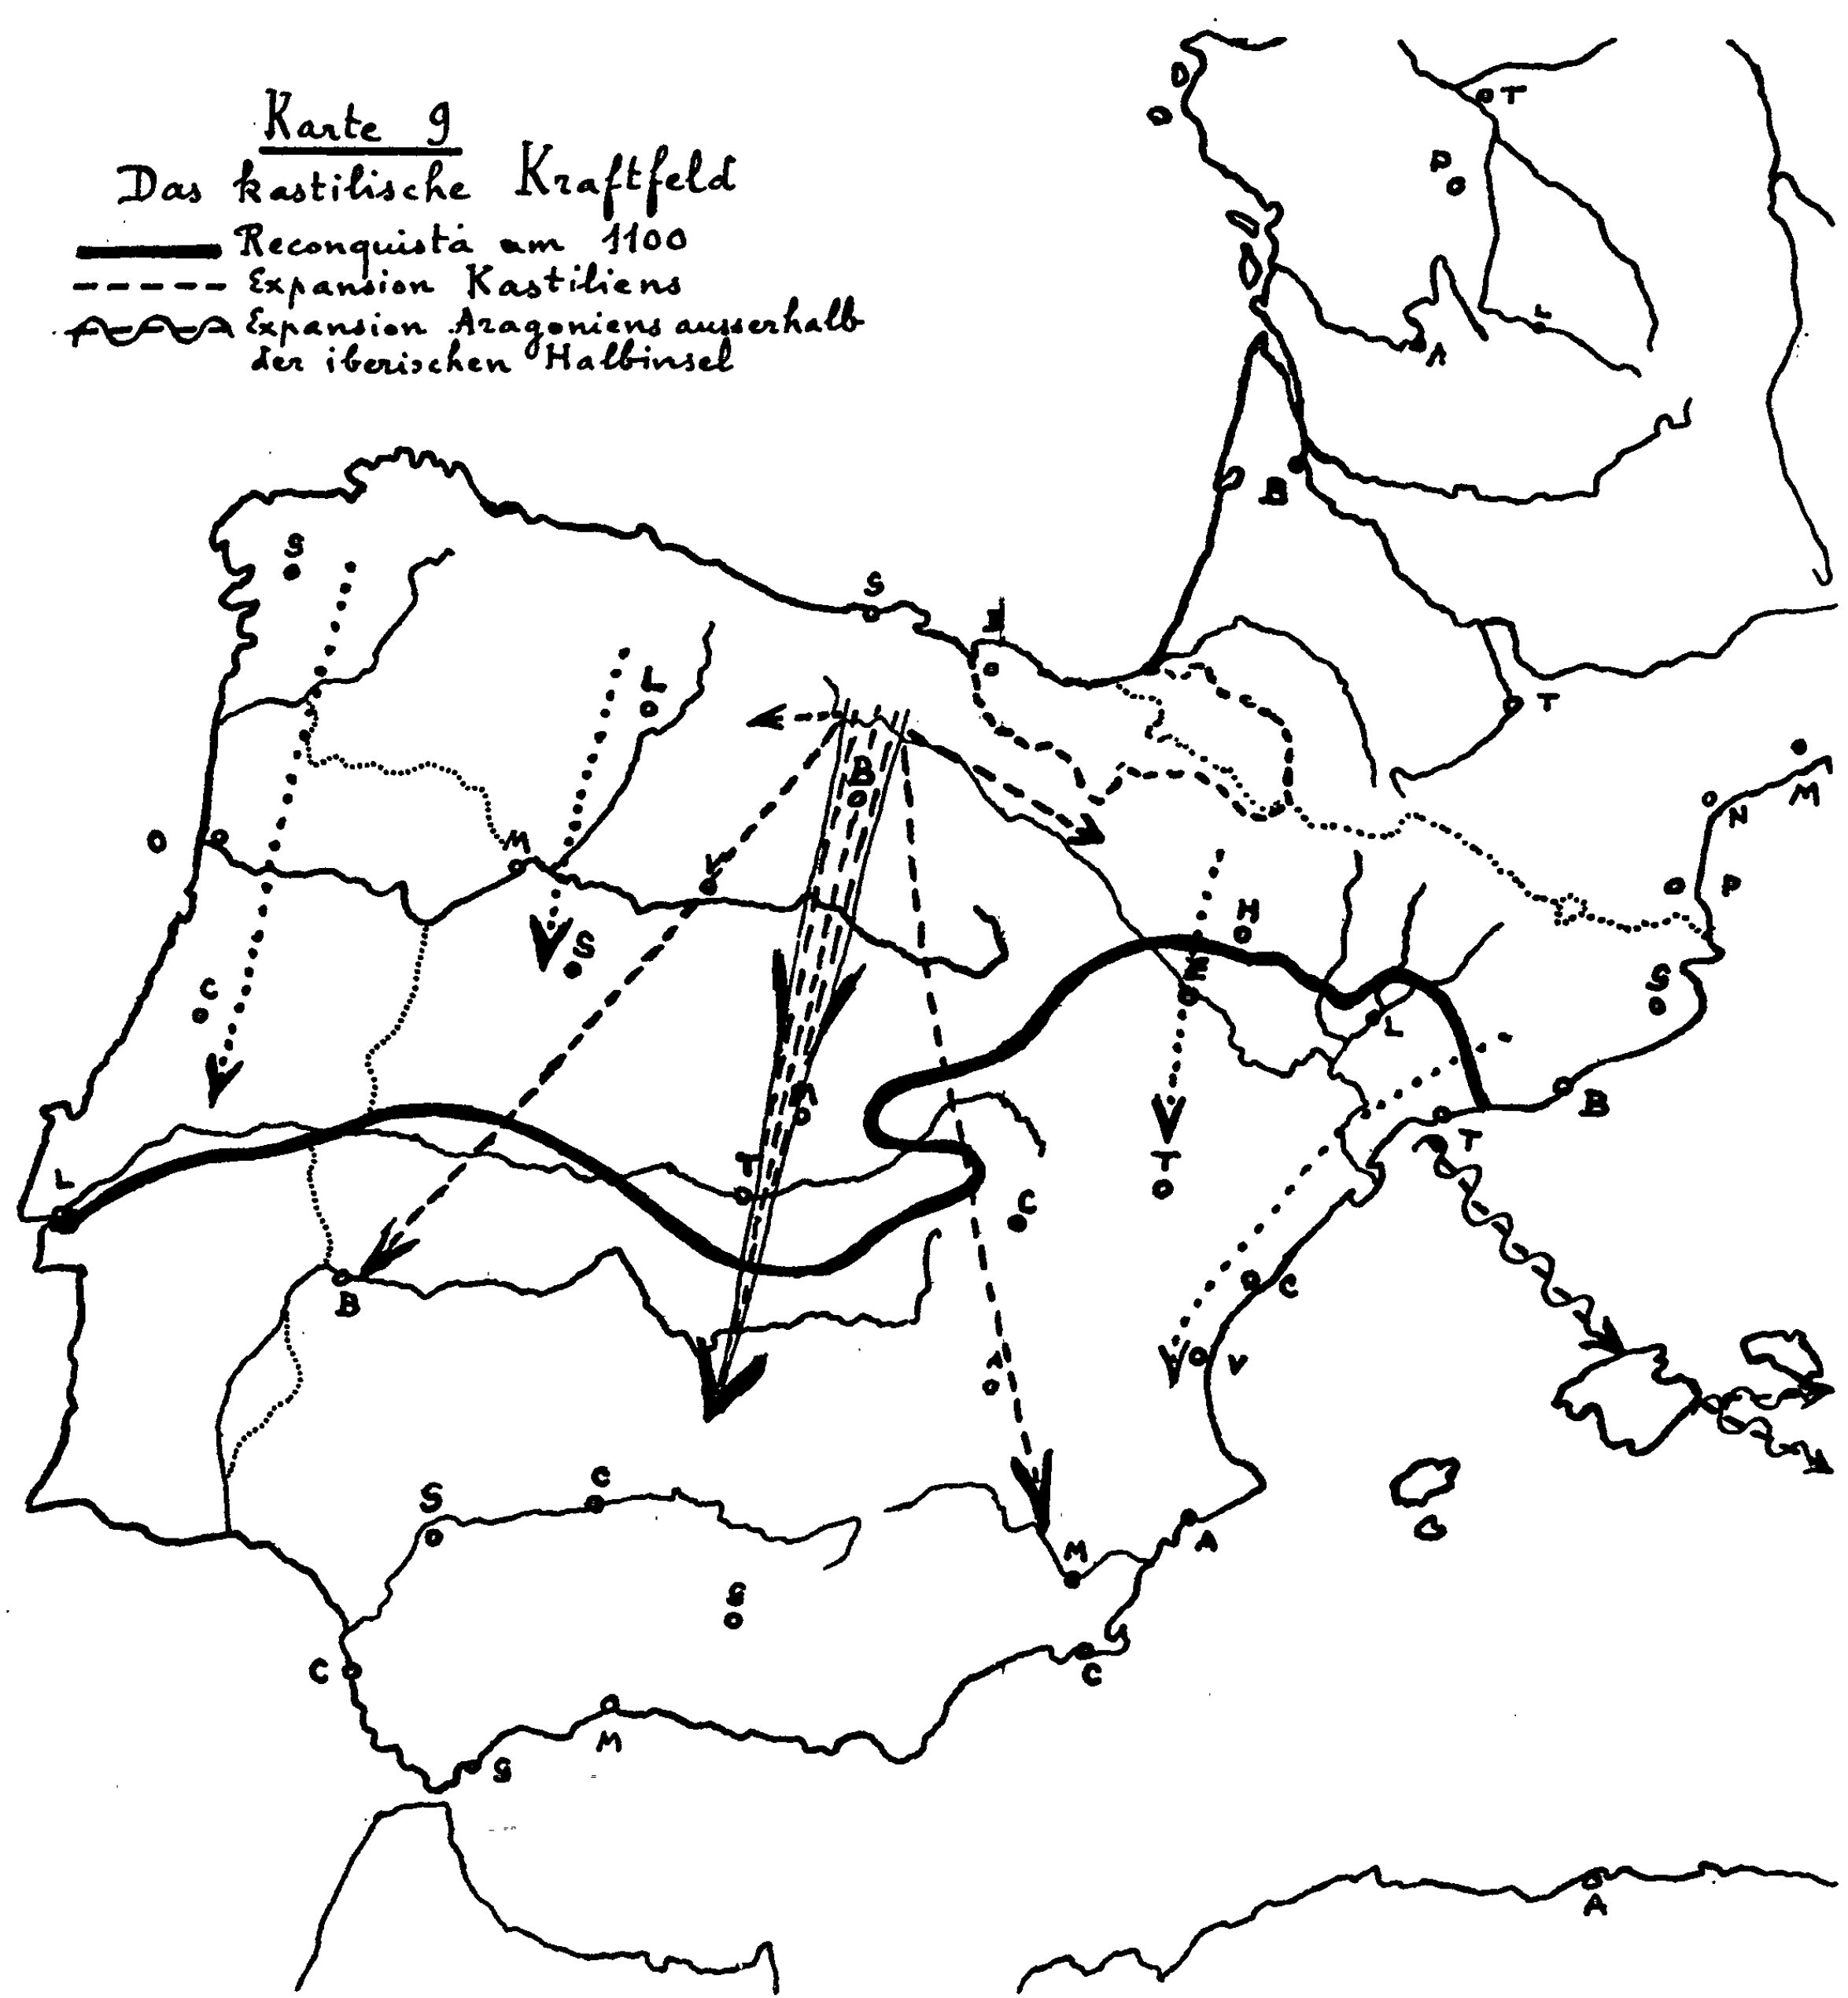 Karte 9
Das kastilische Kraftfeld
Reconquista um 1100
Expansion Kastiliens
Expansion Aragoniens ausserhalb
der iberischen Halbinsel
D
T
P
L
A
B
S
S
L
T
B
M
N
O
M
V
P
H
S
S
C
E
L
B
T
L
T
T
C
C
B
A
V
C
S
A
M
S
C
C
M
S
A